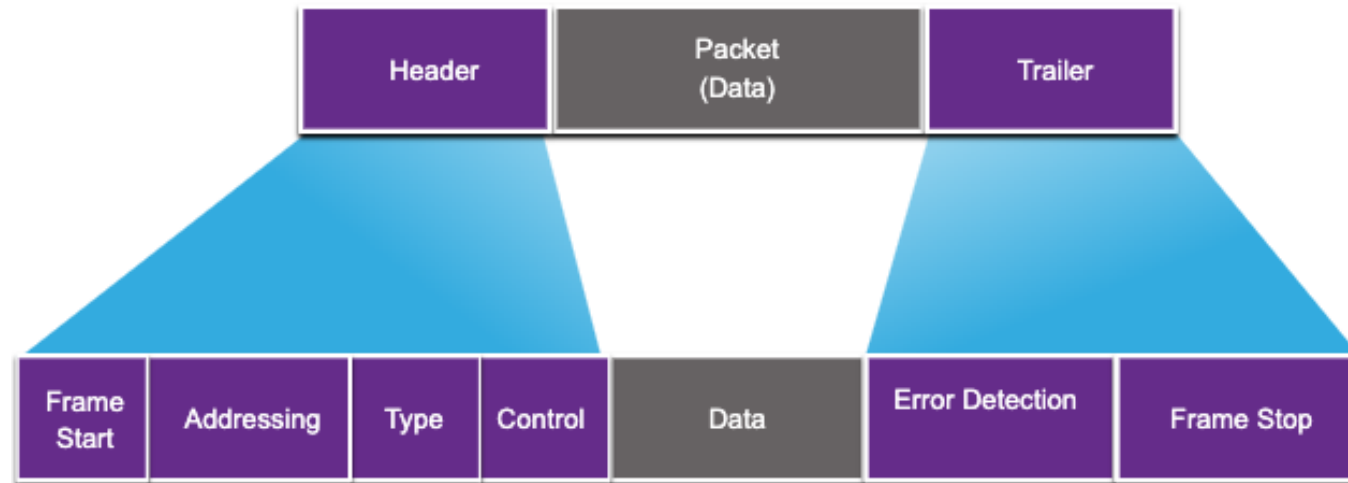 Header
Packet
(Data)
Trailer
Frame
Start
Addressing
Type
Control
Data
Error Detection
Frame Stop